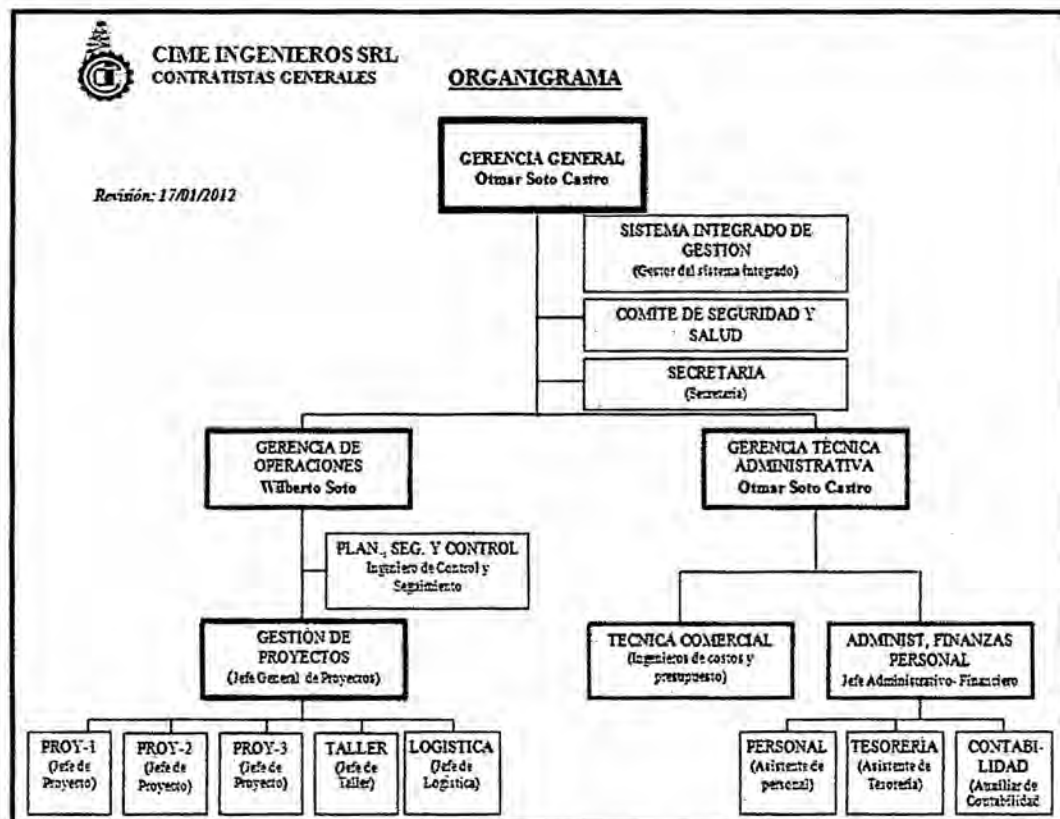 CIME INGENIEROS SRL
CONTRATISTAS GENERALES
ORGANIGRAMA
Revisión: 17/01/2012
GERENCIA GENERAL
Otmar Soto Castro
SISTEMA INTEGRADO DE
GESTION
(Gestor del sistema integrado)
COMITE DE SEGURIDAD Y
SALUD
SECRETARIA
(Secretaria)
GERENCIA DE
OPERACIONES
Wilberto Soto
GERENCIA TÉCNICA
ADMINISTRATIVA
Otmar Soto Castro
PLAN., SEG. Y CONTROL
Ingeniero de Control y
Seguimiento
GESTIÓN DE
PROYECTOS
(Jefe General de Proyectos)
TECNICA COMERCIAL
(Ingenieros de costos y
presupuesto)
ADMINIST, FINANZAS
PERSONAL
Jefe Administrativo- Financiero
PROY-1
(Jefe de
Proyecto)
PROY-2
(Jefe de
Proyecto)
PROY-3
(Jefe de
Proyecto)
TALLER
(Jefe de
Taller)
LOGISTICA
(Jefe de
Logística)
PERSONAL
(Asistente de
personal)
TESORERÍA
(Asistente de
Tesorería)
CONTABI-
LIDAD
(Auxiliar de
Contabilidad